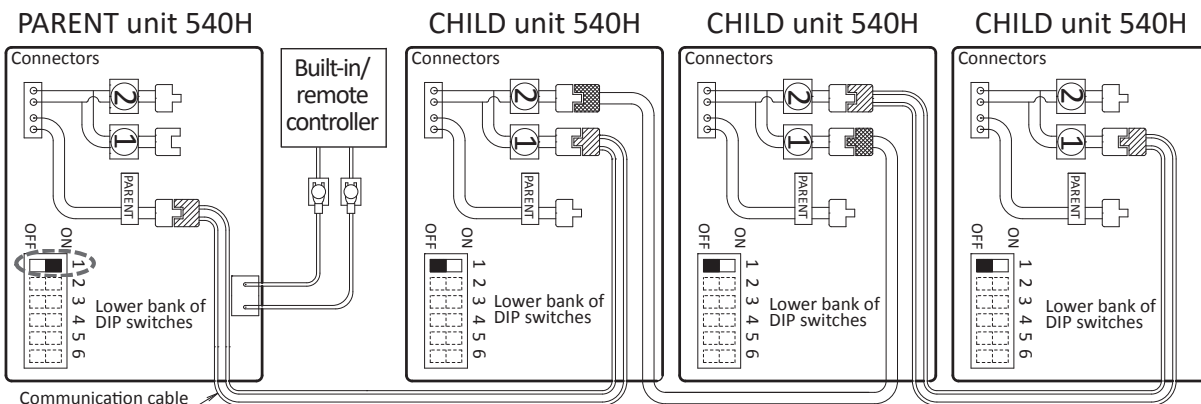 PARENT unit 540H
Connectors
2
1
PARENT
OFF
ON
1 2 3 4 5 6
Lower bank of
DIP switches
Communication cable
Built-in/
remote
controller
CHILD unit 540H
Connectors
2
1
PARENT
OFF
ON
1 2 3 4 5 6
Lower bank of
DIP switches
CHILD unit 540H
Connectors
2
1
PARENT
OFF
ON
1 2 3 4 5 6
Lower bank of
DIP switches
CHILD unit 540H
Connectors
2
1
PARENT
OFF
ON
1 2 3 4 5 6
Lower bank of
DIP switches